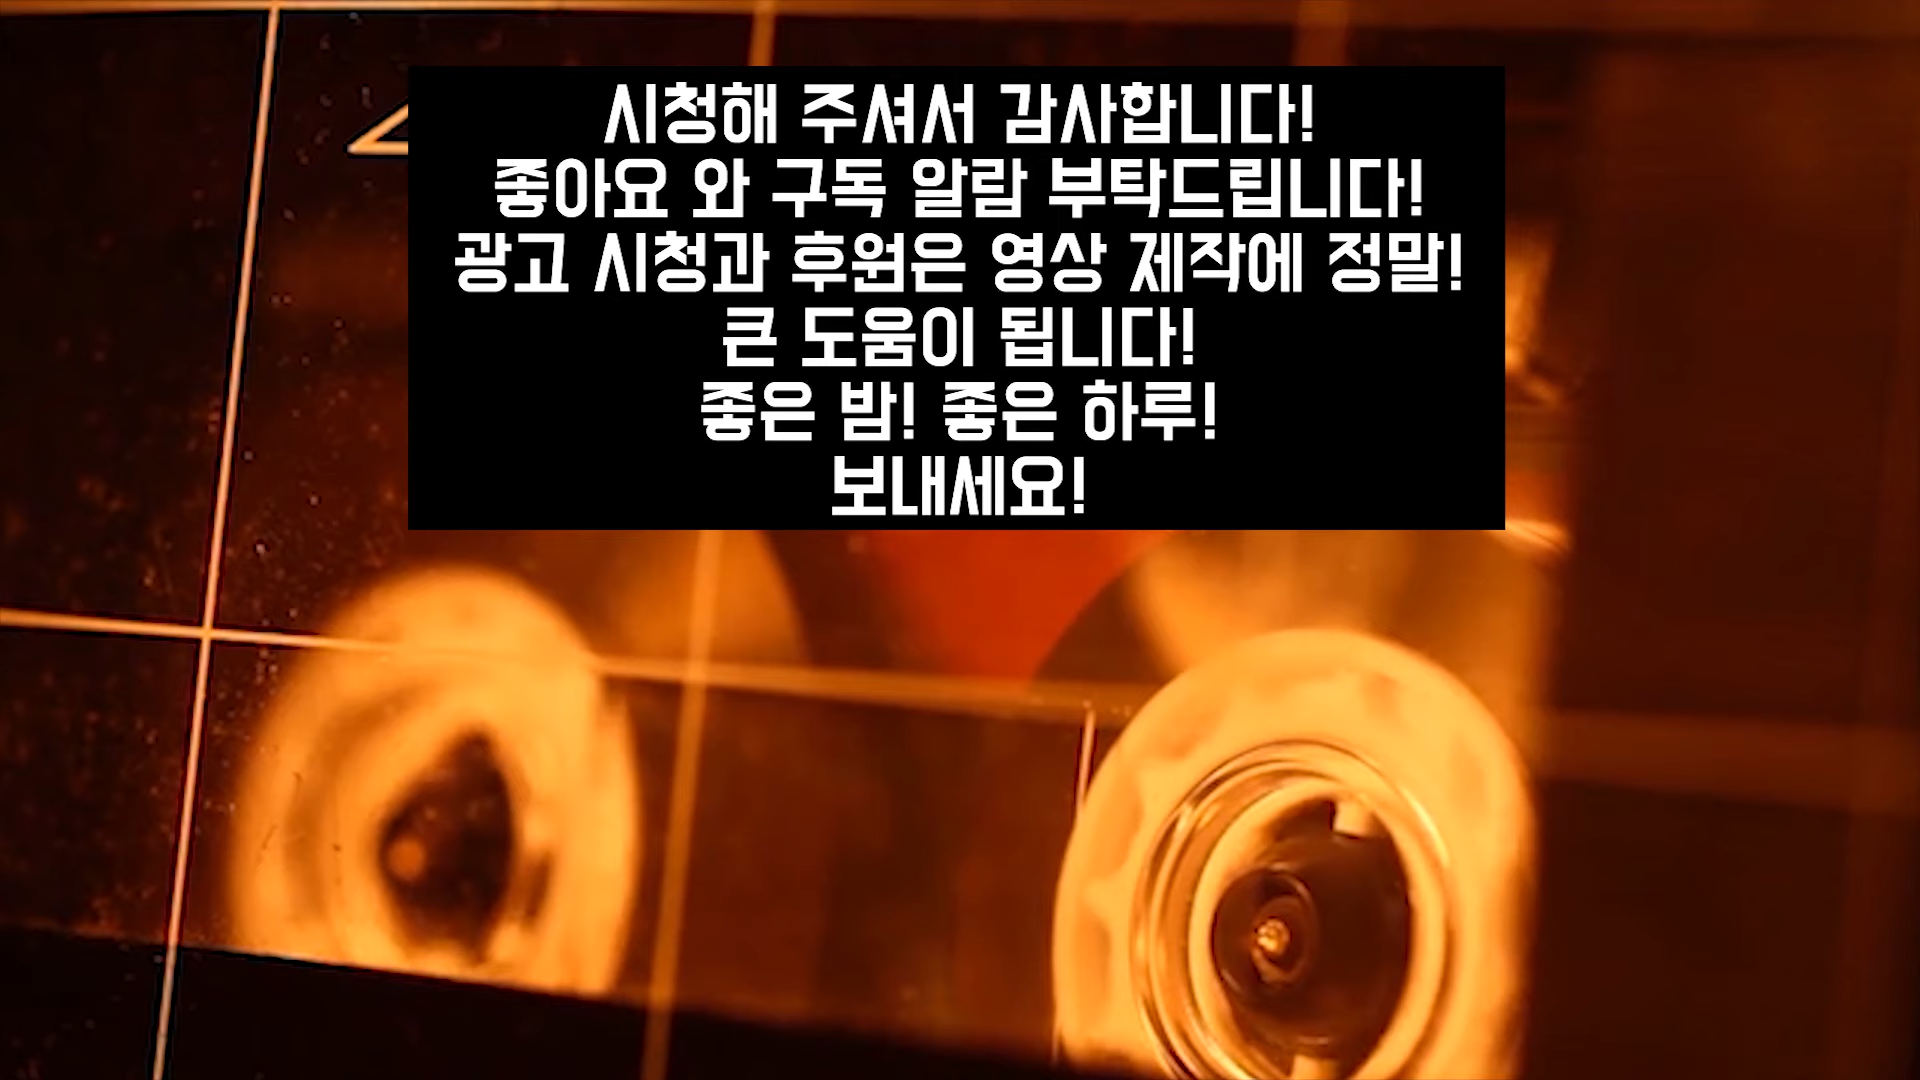 시청해 주셔서 감사합니다!
좋아요 와 구독 알람 부탁드립니다!
광고 시청과 후원은 영상 제작에 정말!
큰 도움이 됩니다!
좋은 밤! 좋은 하루!
보내세요!